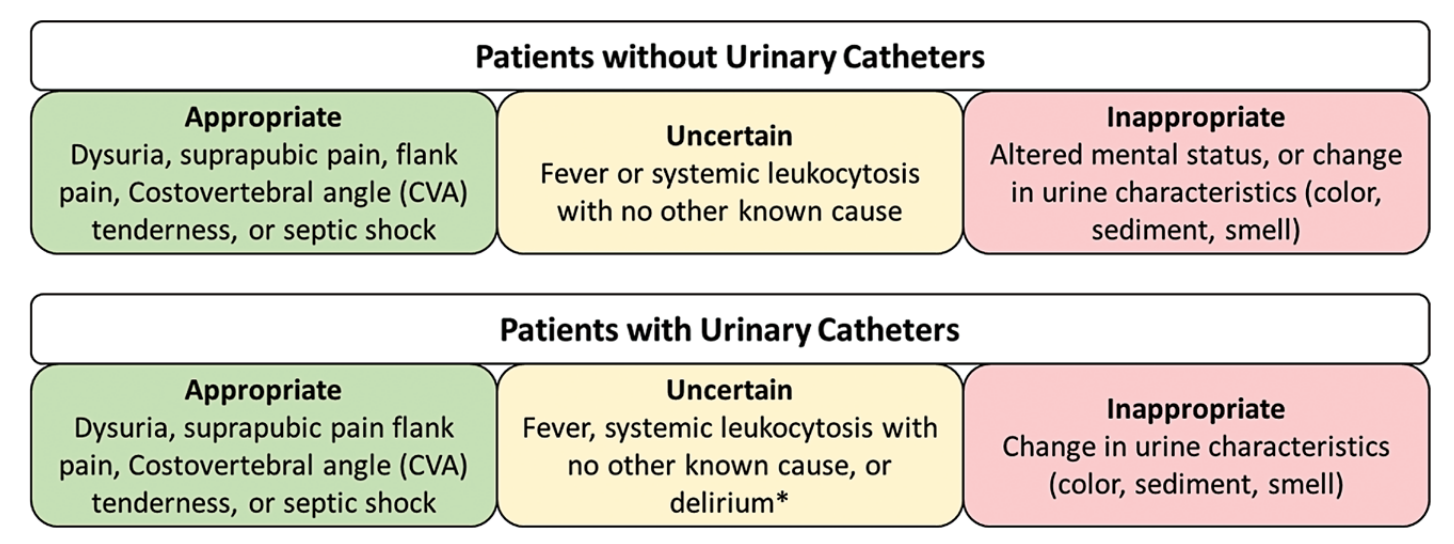 Patients without Urinary Catheters
Appropriate
Dysuria, suprapubic pain, flank
pain, Costovertebral angle (CVA)
tenderness, or septic shock
Uncertain
Fever or systemic leukocytosis
with no other known cause
Inappropriate
Altered mental status, or change
in urine characteristics (color,
sediment, smell)
Patients with Urinary Catheters
Appropriate
Dysuria, suprapubic pain flank
pain, Costovertebral angle (CVA)
tenderness, or septic shock
Uncertain
Fever, systemic leukocytosis with
no other known cause, or
delirium*
Inappropriate
Change in urine characteristics
(color, sediment, smell)